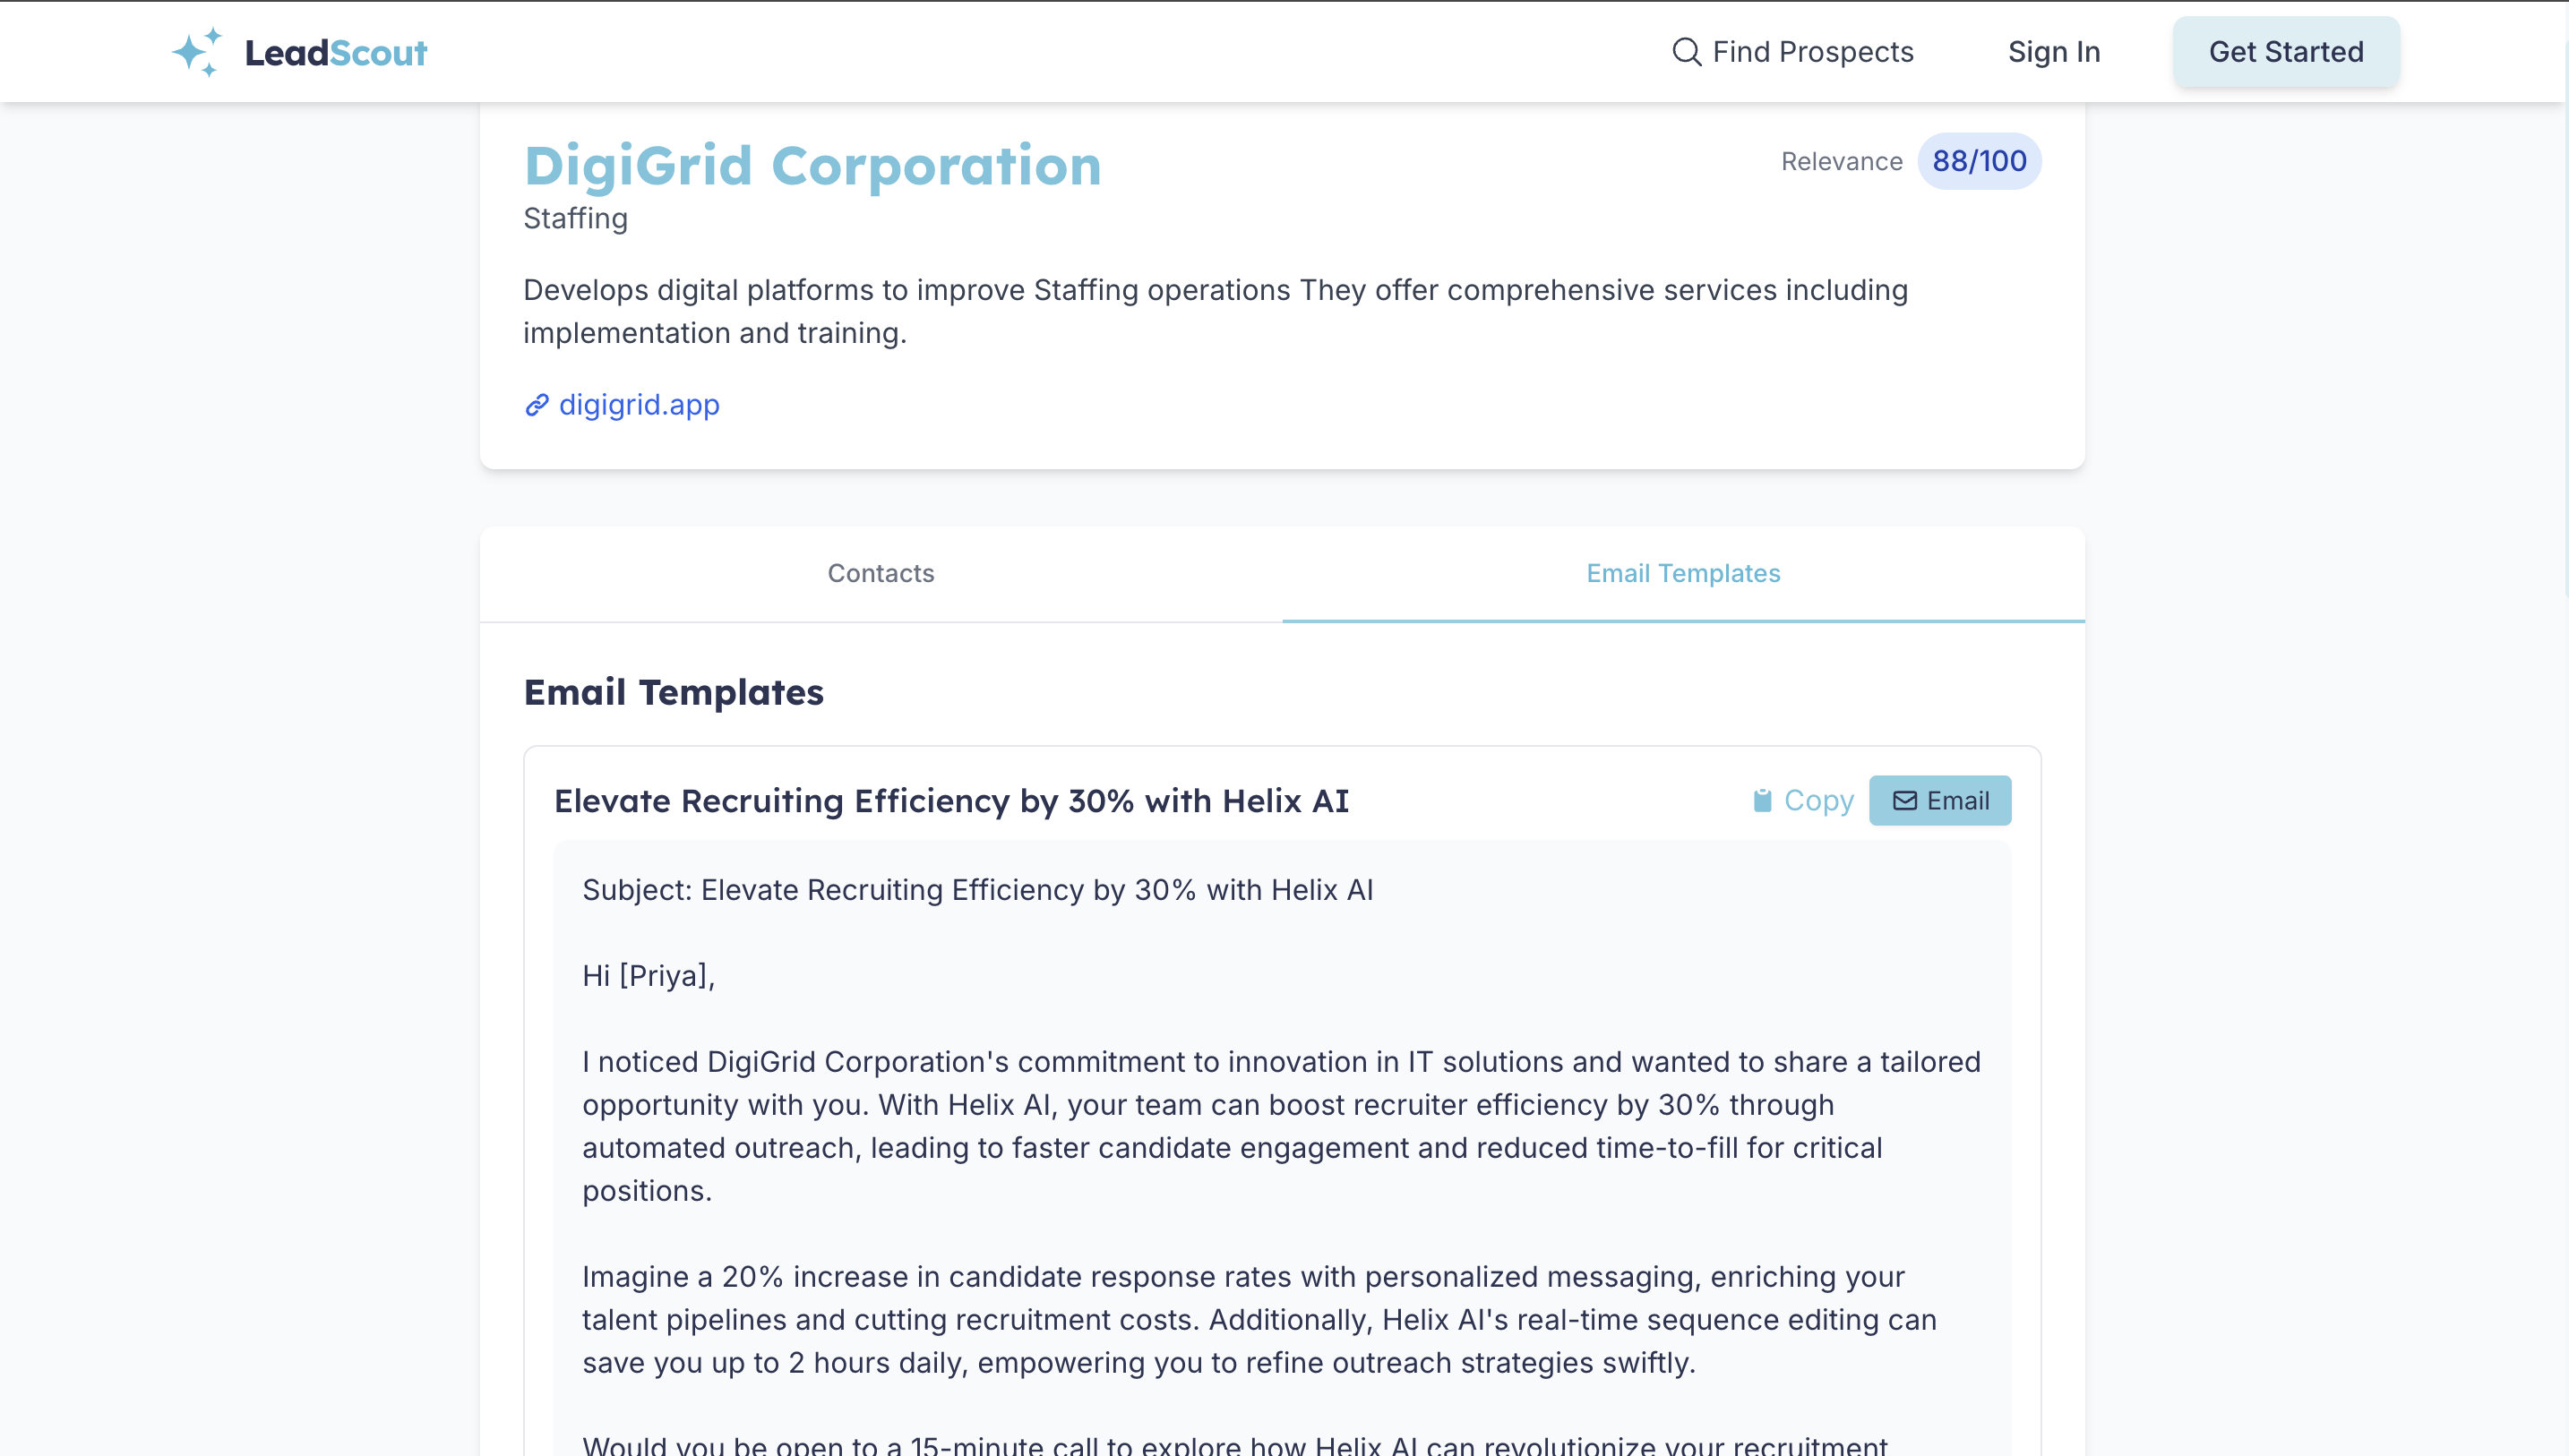 LeadScout
Find Prospects
Sign In
Get Started
DigiGrid Corporation
Relevance
88/100
Staffing
Develops digital platforms to improve Staffing operations They offer comprehensive services including
implementation and training.
digigrid.app
Contacts
Email Templates
Email Templates
Elevate Recruiting Efficiency by 30% with Helix AI
Copy
Email
Subject: Elevate Recruiting Efficiency by 30% with Helix AI
Hi [Priya],
I noticed DigiGrid Corporation's commitment to innovation in IT solutions and wanted to share a tailored
opportunity with you. With Helix AI, your team can boost recruiter efficiency by 30% through
automated outreach, leading to faster candidate engagement and reduced time-to-fill for critical
positions.
Imagine a 20% increase in candidate response rates with personalized messaging, enriching your
talent pipelines and cutting recruitment costs. Additionally, Helix AI's real-time sequence editing can
save you up to 2 hours daily, empowering you to refine outreach strategies swiftly.
Would you be open to a 15-minute call to explore how Helix AI can revolutionize your recruitment